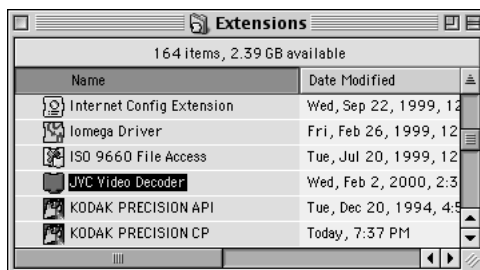 Extensions
164 items, 2.39 GB available
Name Date Modified
Internet Config Extension Wed, Sep 22, 1999, 12
Iomega Driver Fri, Feb 26, 1999, 12
ISO 9660 File Access Tue, Jul 20, 1999, 12
JVC Video Decoder Wed, Feb 2, 2000, 2:3
KODAK PRECISION API Tue, Dec 20, 1994, 4:5
KODAK PRECISION CP Today, 7:37 PM